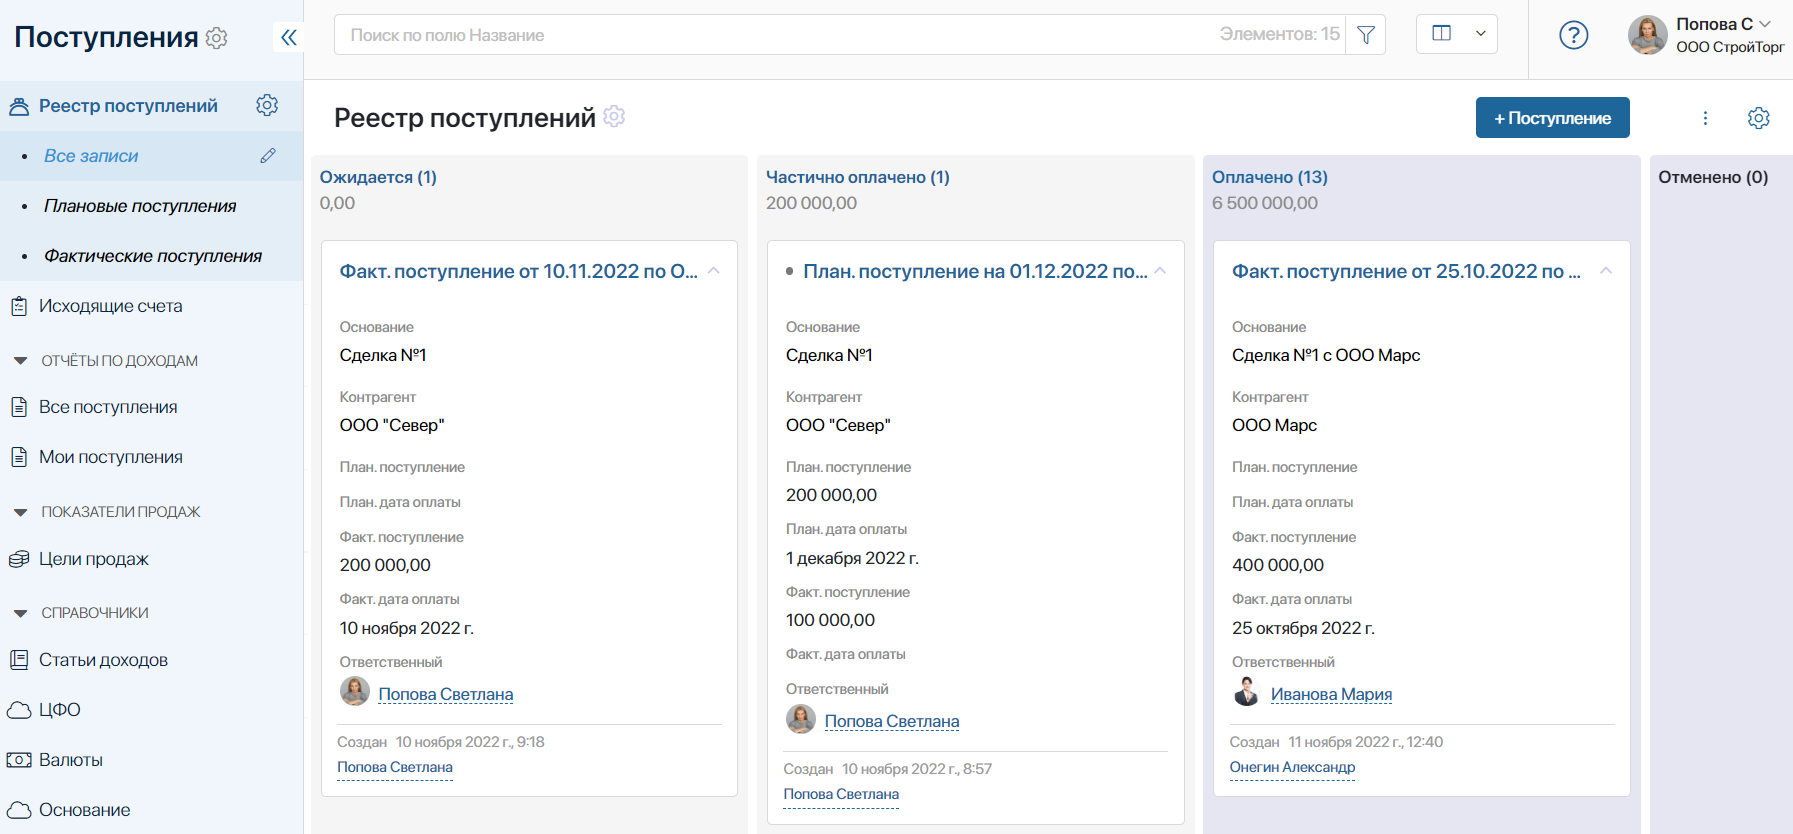 Поступления
Реестр поступлений
Все записи
Плановые поступления
Фактические поступления
Исходящие счета
ОТЧЁТЫ ПО ДОХОДАМ
Все поступления
Мои поступления
ПОКАЗАТЕЛИ ПРОДАЖ
Цели продаж
СПРАВОЧНИКИ
Статьи доходов
ЦФО
Валюты
Основание
Поиск по полю Название
Элементов: 15
?
Попова С
ООО СтройТорг
Реестр поступлений
+ Поступление
Ожидается (1)
0,00
Факт. поступление от 10.11.2022 по О...
Основание
Сделка №1
Контрагент
ООО "Север"
План. поступление
План. дата оплаты
Факт. поступление
200 000,00
Факт. дата оплаты
10 ноября 2022 г.
Ответственный
Попова Светлана
Создан 10 ноября 2022 г., 9:18
Попова Светлана
Частично оплачено (1)
200 000,00
План. поступление на 01.12.2022 по...
Основание
Сделка №1
Контрагент
ООО "Север"
План. поступление
200 000,00
План. дата оплаты
1 декабря 2022 г.
Факт. поступление
100 000,00
Факт. дата оплаты
Ответственный
Попова Светлана
Создан 10 ноября 2022 г., 8:57
Попова Светлана
Оплачено (13)
6 500 000,00
Факт. поступление от 25.10.2022 по ...
Основание
Сделка №1 с ООО Марс
Контрагент
ООО Марс
План. поступление
План. дата оплаты
Факт. поступление
400 000,00
Факт. дата оплаты
25 октября 2022 г.
Ответственный
Иванова Мария
Создан 11 ноября 2022 г., 12:40
Онегин Александр
Отменено (0)